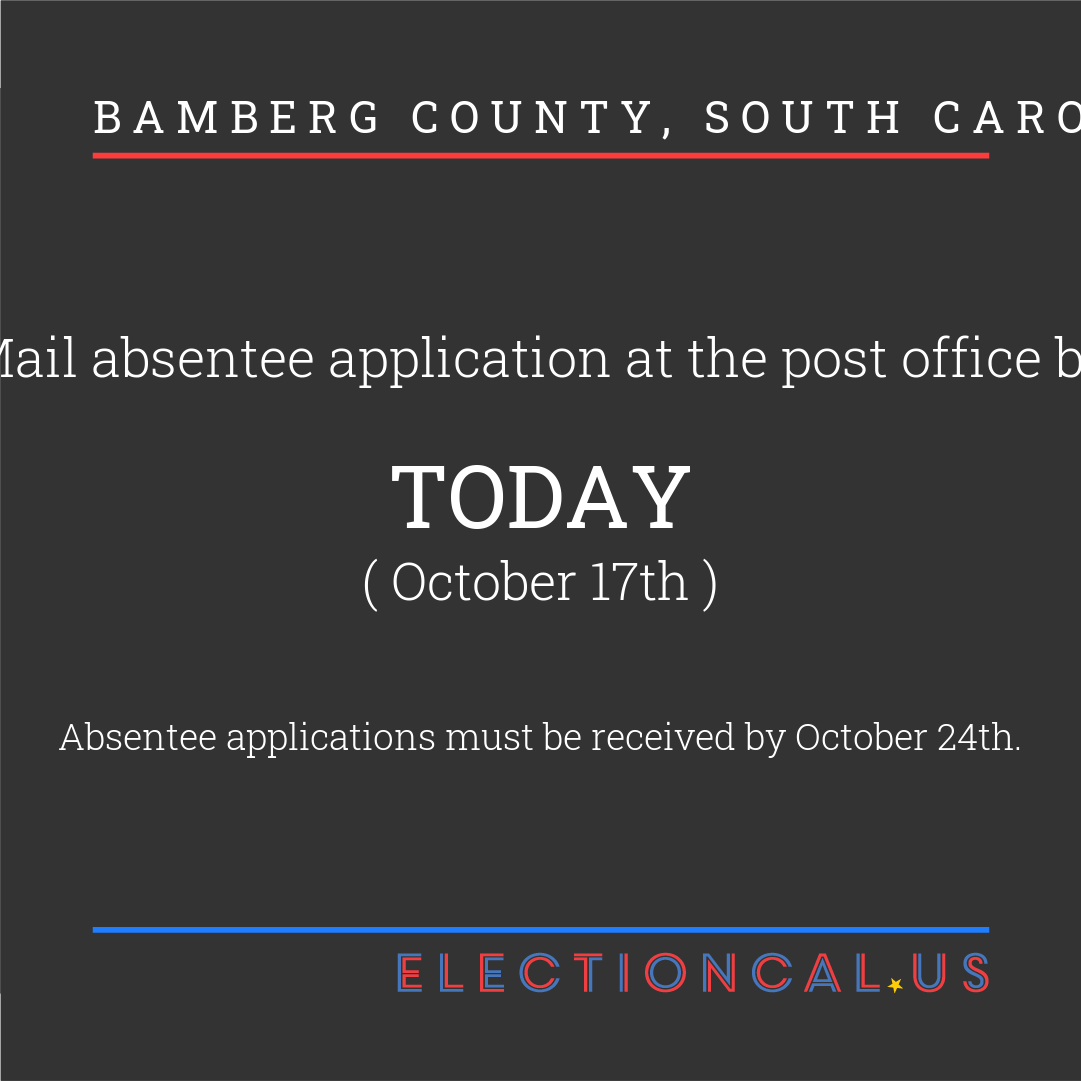 BAMBERG COUNTY, SOUTH CARO
Mail absentee application at the post office b
TODAY
( October 17th )
Absentee applications must be received by October 24th.
ELECTIONCAL.US